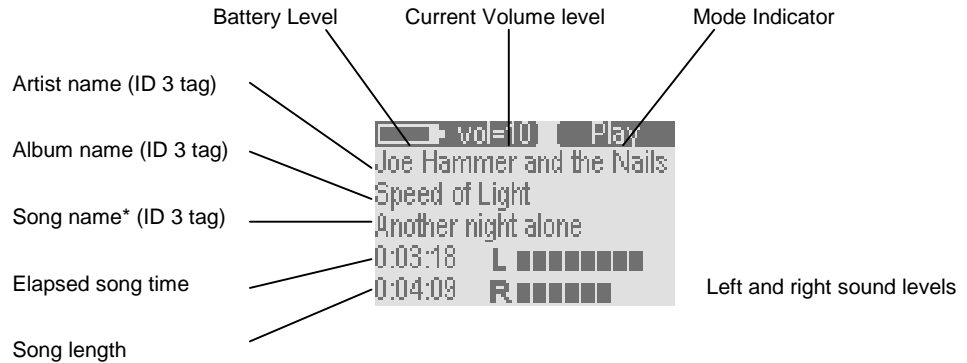 Battery Level Current Volume level Mode Indicator
Artist name (ID 3 tag)
Album name (ID 3 tag)
Song name* (ID 3 tag)
Elapsed song time
Song length
vol=10 Play
Joe Hammer and the Nails
Speed of Light
Another night alone
0:03:18 L
0:04:09 R
Left and right sound levels